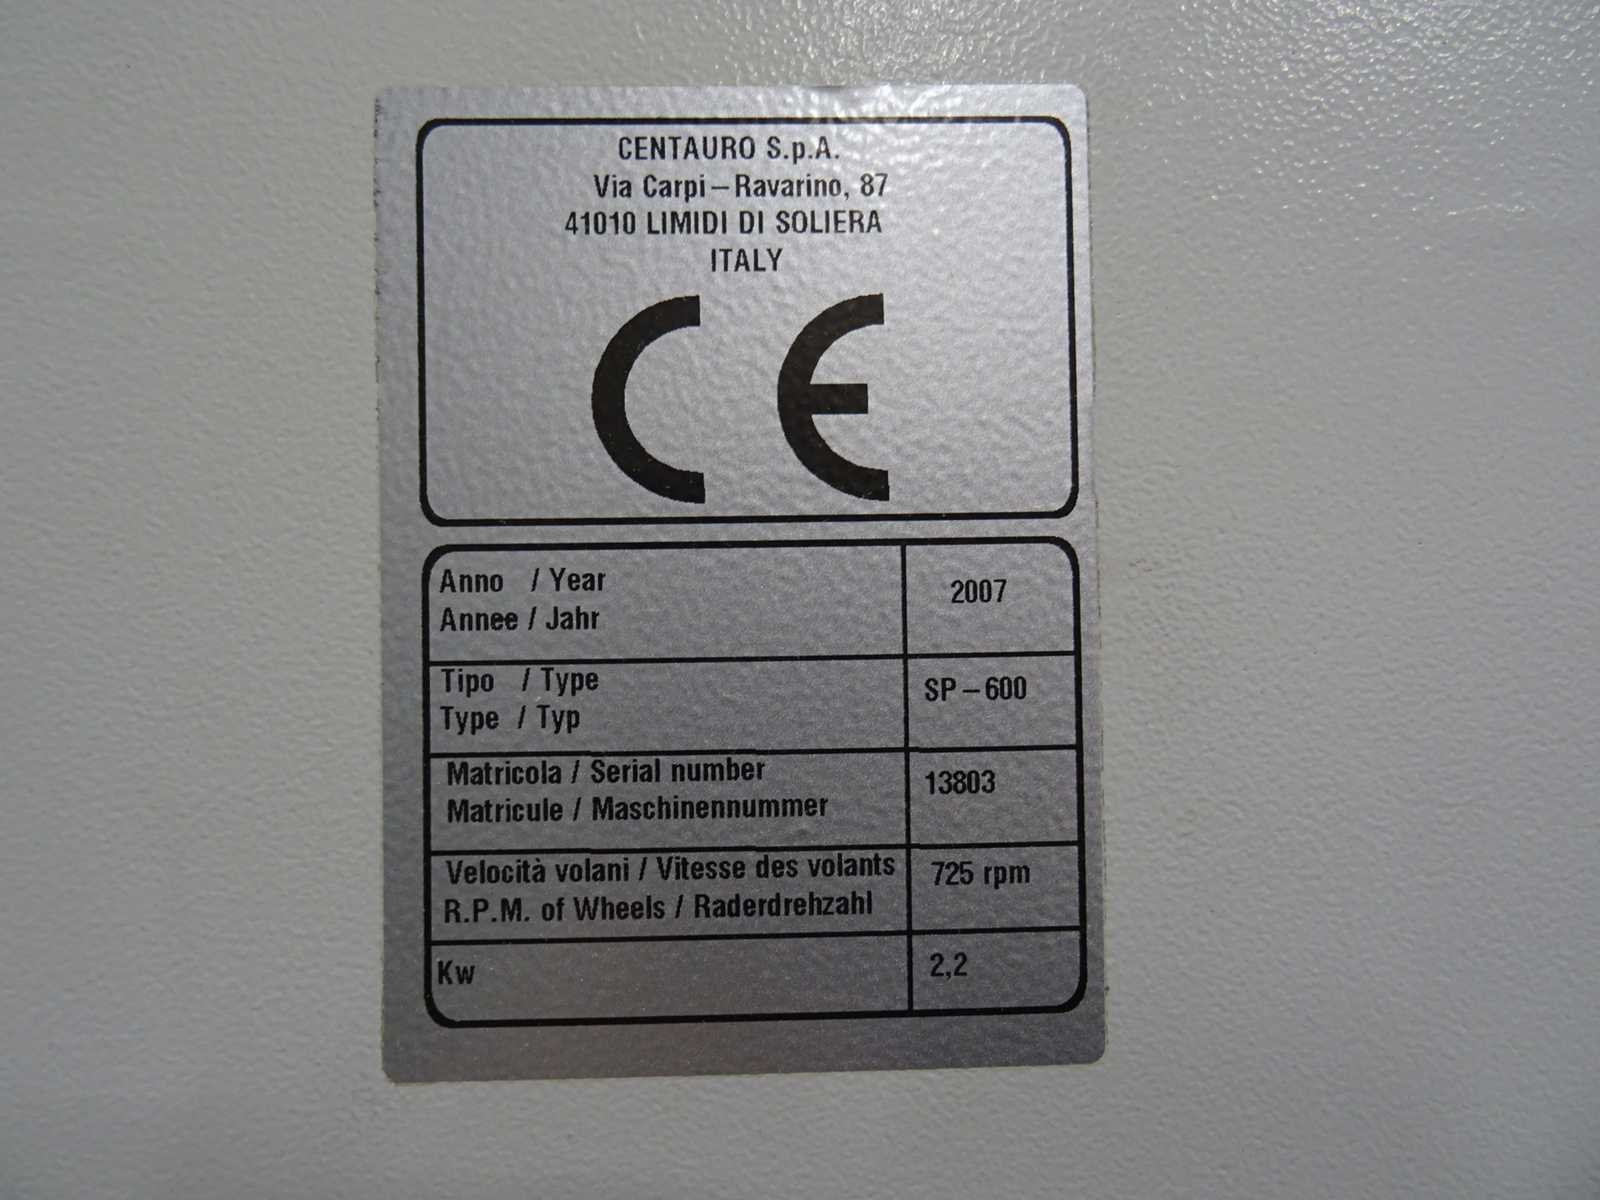 CENTAURO S.p.A.
Via Carpi – Ravarino, 87
41010 LIMIDI DI SOLIERA
ITALY
CE
Anno / Year
Annee / Jahr
2007
Tipo / Type
Type / Typ
SP – 600
Matricola / Serial number
Matricule / Maschinennummer
13803
Velocità volani / Vitesse des volants
R.P.M. of Wheels / Raderdrehzahl
725 rpm
Kw
2,2